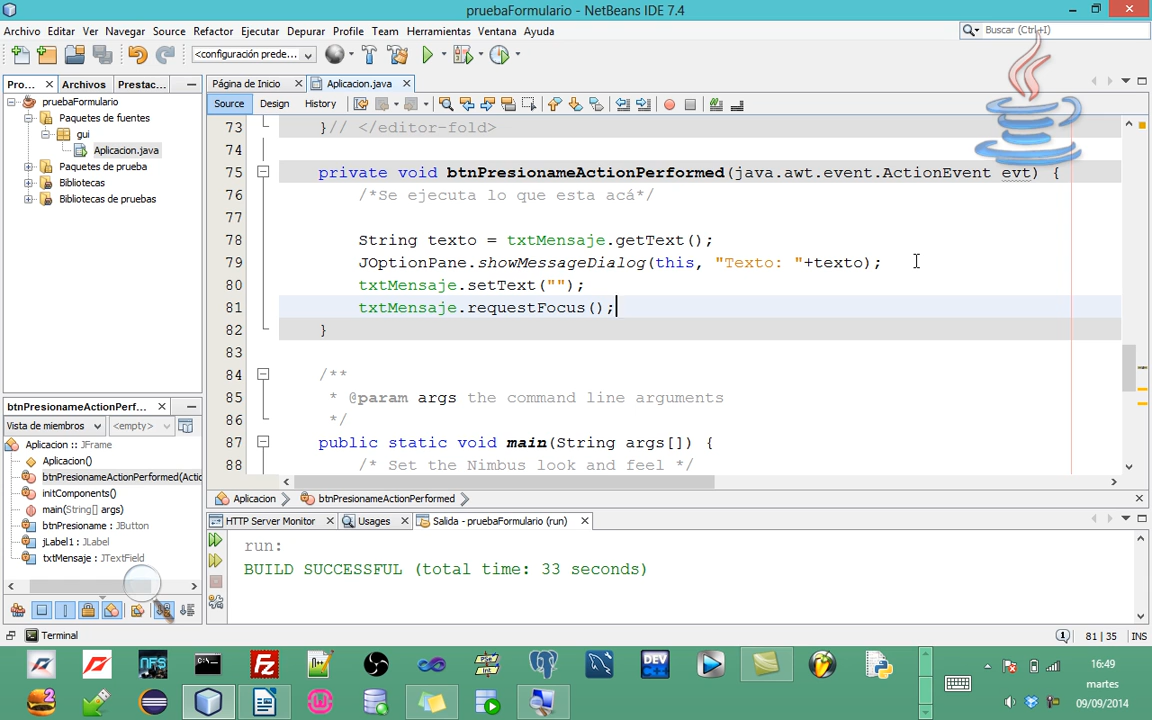 pruebaFormulario - NetBeans IDE 7.4
Archivo Editar Ver Navegar Source Refactor Ejecutar Depurar Profile Team Herramientas Ventana Ayuda
Buscar (Ctrl+I)
<configuración prede...
Pro... Archivos Prestac...
Página de Inicio Aplicacion.java
Source Design History
pruebaFormulario
Paquetes de fuentes
gui
Aplicacion.java
Paquetes de prueba
Bibliotecas
Bibliotecas de pruebas
73 }// </editor-fold>
74
75 private void btnPresionameActionPerformed(java.awt.event.ActionEvent evt) {
76 /*Se ejecuta lo que esta acá*/
77
78 String texto = txtMensaje.getText();
79 JOptionPane.showMessageDialog(this, "Texto: "+texto);
80 txtMensaje.setText("");
81 txtMensaje.requestFocus();
82 }
83
84 /**
85 * @param args the command line arguments
86 */
87 public static void main(String args[]) {
88 /* Set the Nimbus look and feel */
btnPresionameActionPerf...
Vista de miembros <empty>
Aplicacion :: JFrame
Aplicacion()
btnPresionameActionPerformed(Actio
initComponents()
main(String[] args)
btnPresioname : JButton
jLabel1 : JLabel
txtMensaje : JTextField
Aplicacion btnPresionameActionPerformed
HTTP Server Monitor Usages Salida - pruebaFormulario (run)
run:
BUILD SUCCESSFUL (total time: 33 seconds)
Terminal
1 81 | 35 INS
16:49
martes
09/09/2014